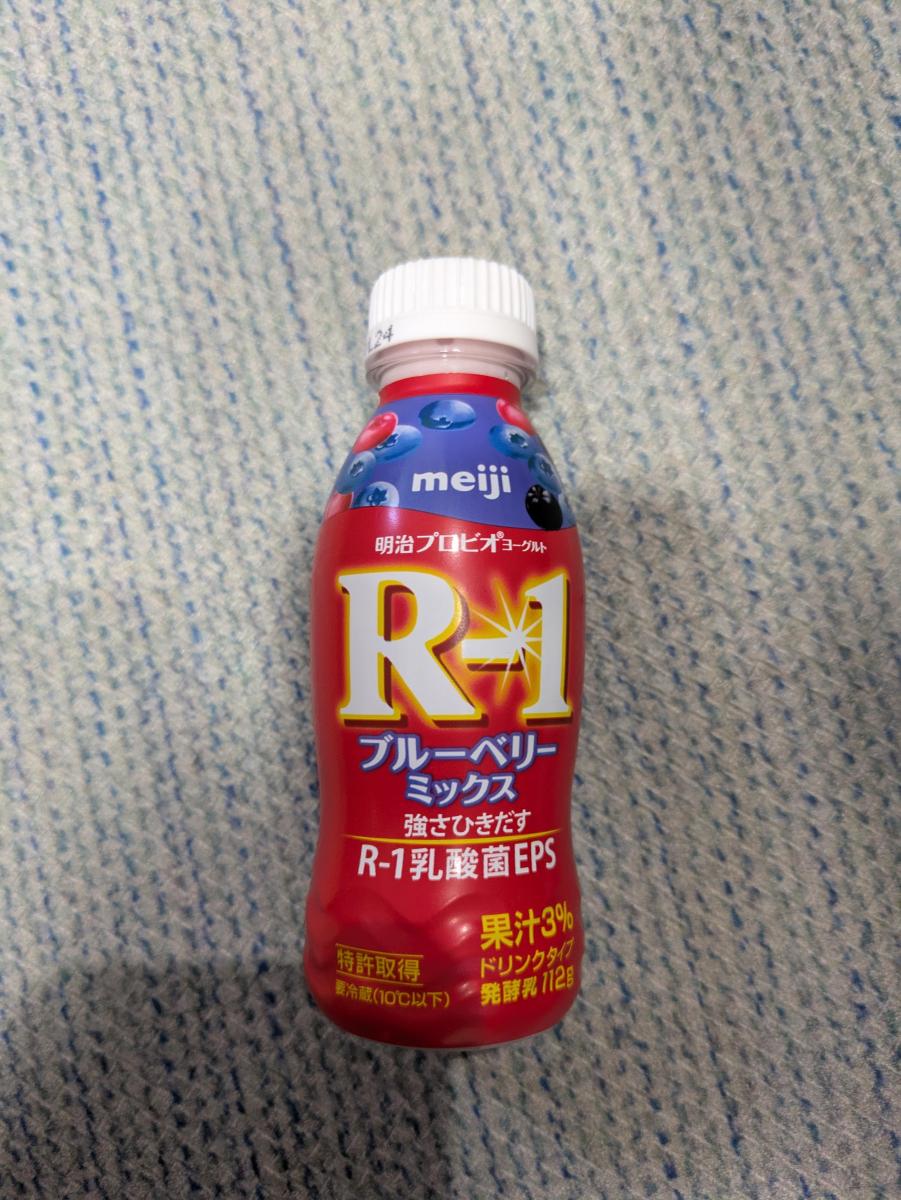 .24
meiji
明治プロビオ®ヨーグルト
R-1
ブルーベリー
ミックス
強さひきだす
R-1乳酸菌EPS
果汁3%
ドリンクタイプ
発酵乳 112g
特許取得
要冷蔵(10℃以下)